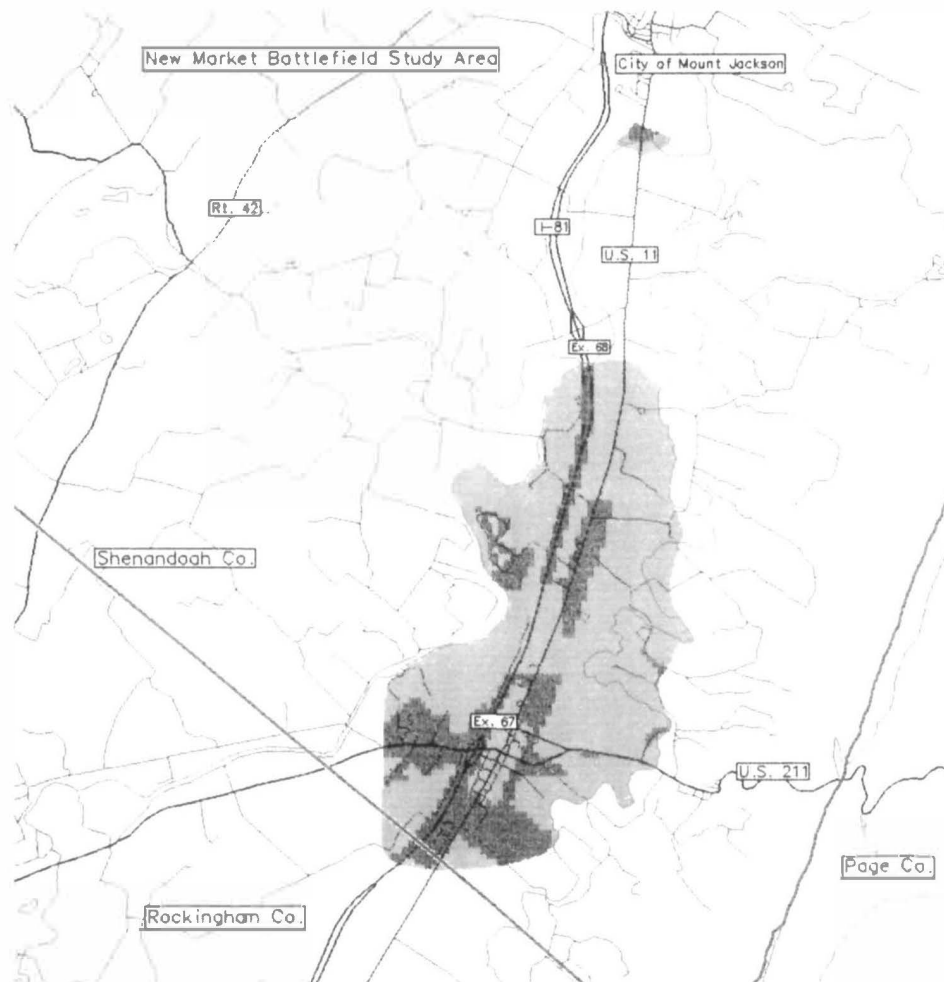 New Market Battlefield Study Area
City of Mount Jackson
Rt. 42
I-81
U.S. 11
Ex. 68
Shenandoah Co.
Ex. 67
U.S. 211
Page Co.
Rockingham Co.